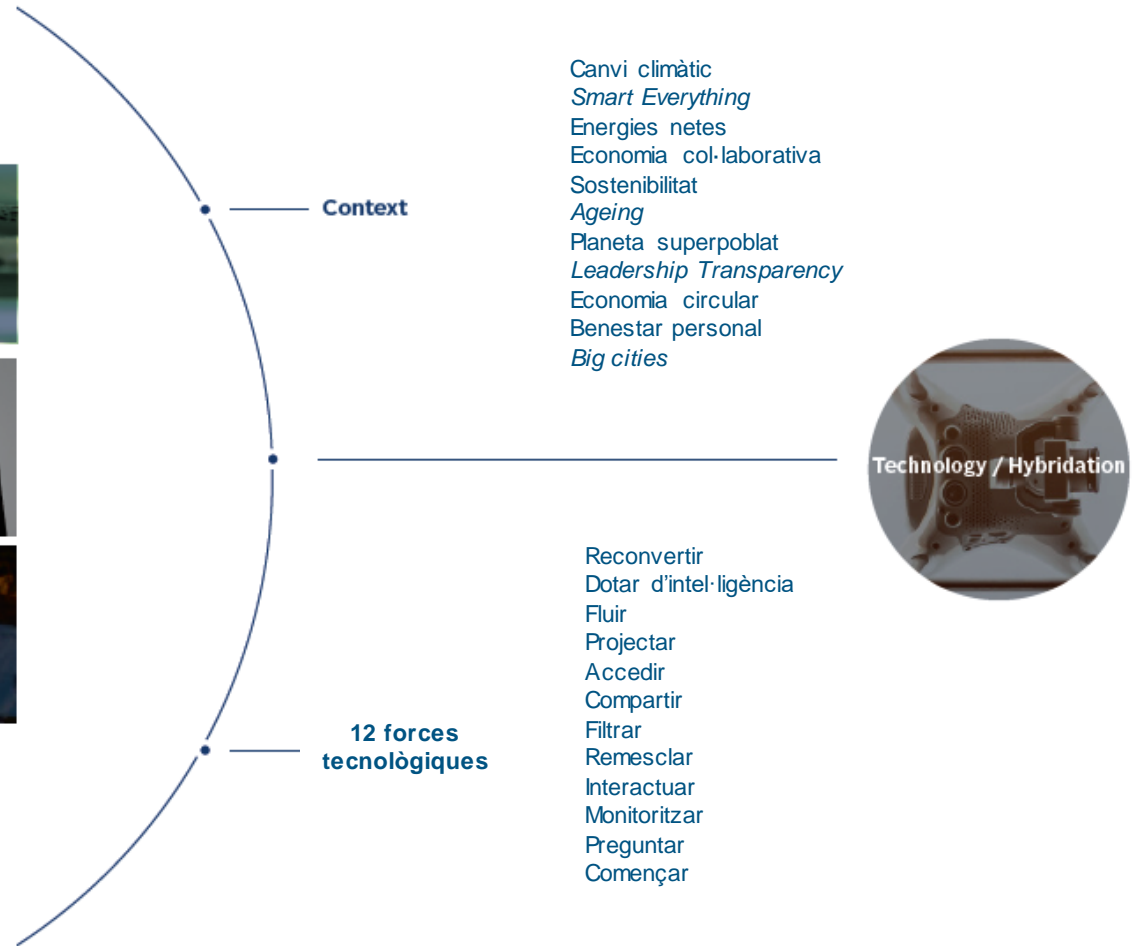 Canvi climàtic
Smart Everything
Energies netes
Economia col·laborativa
Sostenibilitat
Ageing
Planeta superpoblat
Leadership Transparency
Economia circular
Benestar personal
Big cities
Context
Technology / Hybridation
Reconvertir
Dotar d'intel·ligència
Fluir
Projectar
Accedir
Compartir
Filtrar
Remesclar
Interactuar
Monitoritzar
Preguntar
Començar
12 forces
tecnològiques